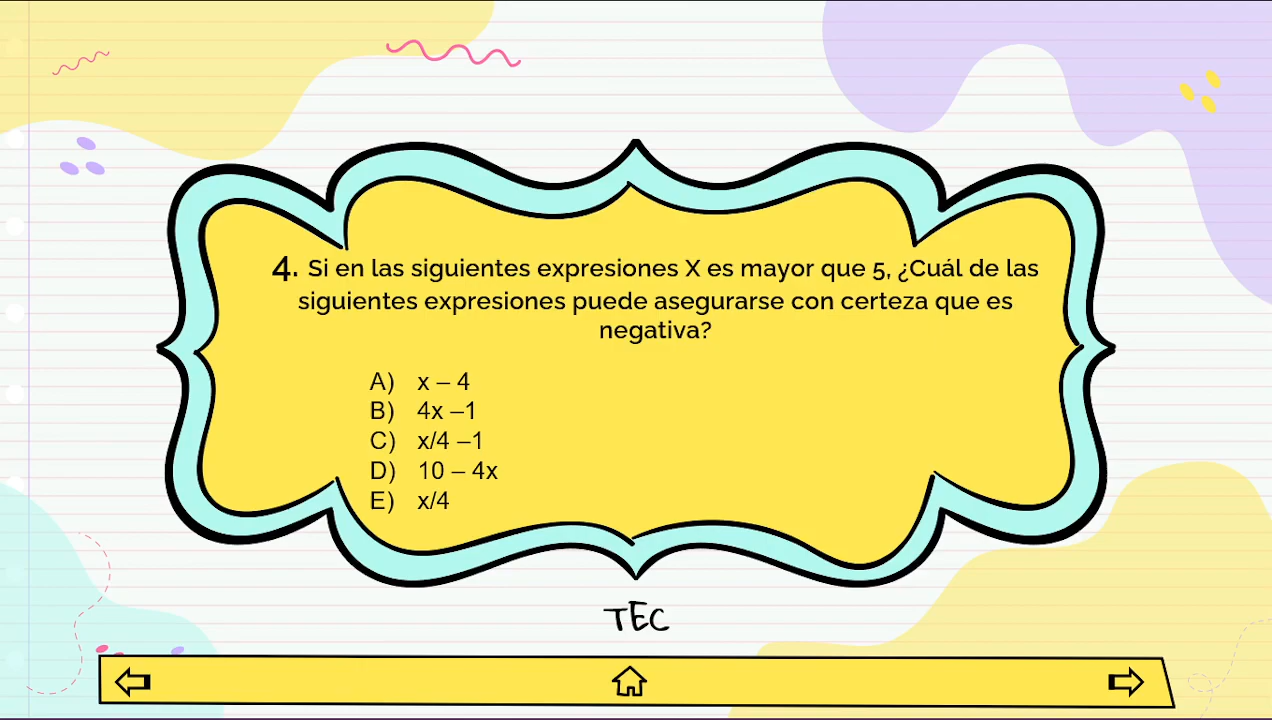 4. Si en las siguientes expresiones X es mayor que 5, ¿Cuál de las
siguientes expresiones puede asegurarse con certeza que es
negativa?
A) x – 4
B) 4x –1
C) x/4 –1
D) 10 – 4x
E) x/4
TEC